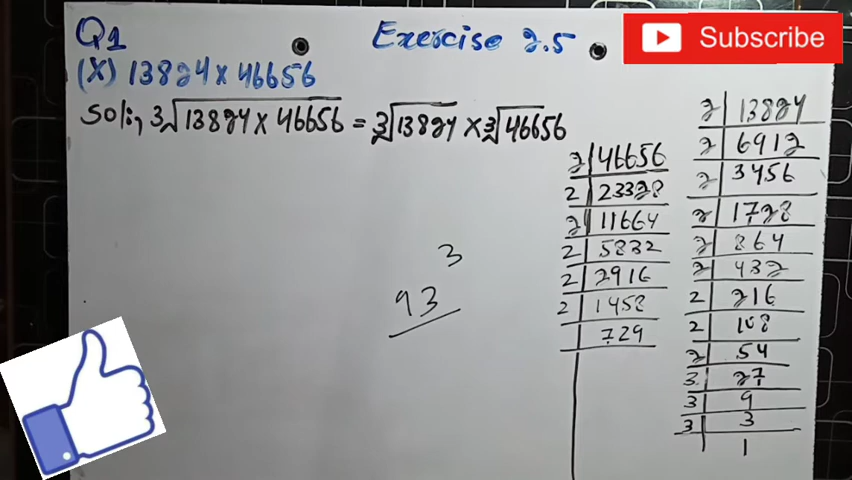 Q1
Exercise 2.5
Subscribe
(X) 13824 x 46656
Sol:, 3√13824 x 46656 = 3√13824 x 3√46656
2 | 46656
2 | 23328
2 | 11664
2 | 5832
2 | 2916
2 | 1458
729
2 | 13824
2 | 6912
2 | 3456
2 | 1728
2 | 864
2 | 432
2 | 216
2 | 108
2 | 54
3 | 27
3 | 9
3 | 3
1
3
93